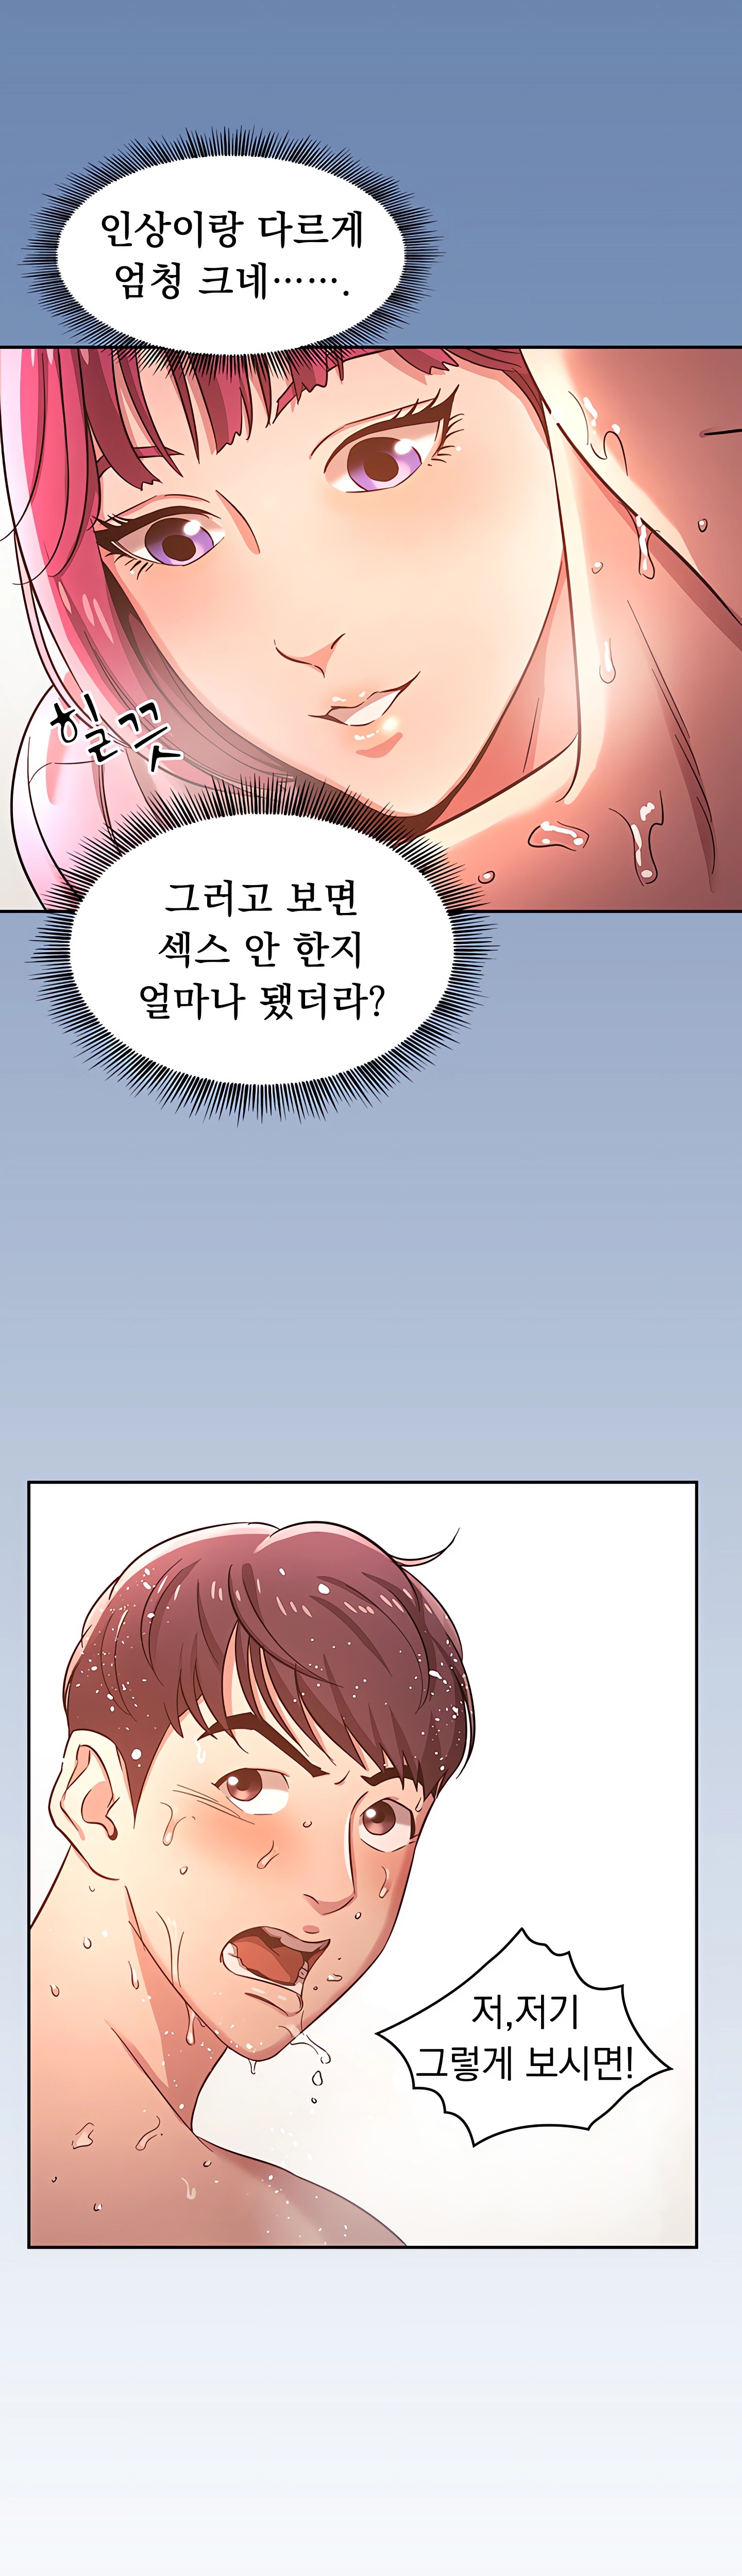 인상이랑 다르게
엄청 크네…….
힐끗
그러고 보면
섹스 안 한지
얼마나 됐더라?
저,저기
그렇게 보시면!